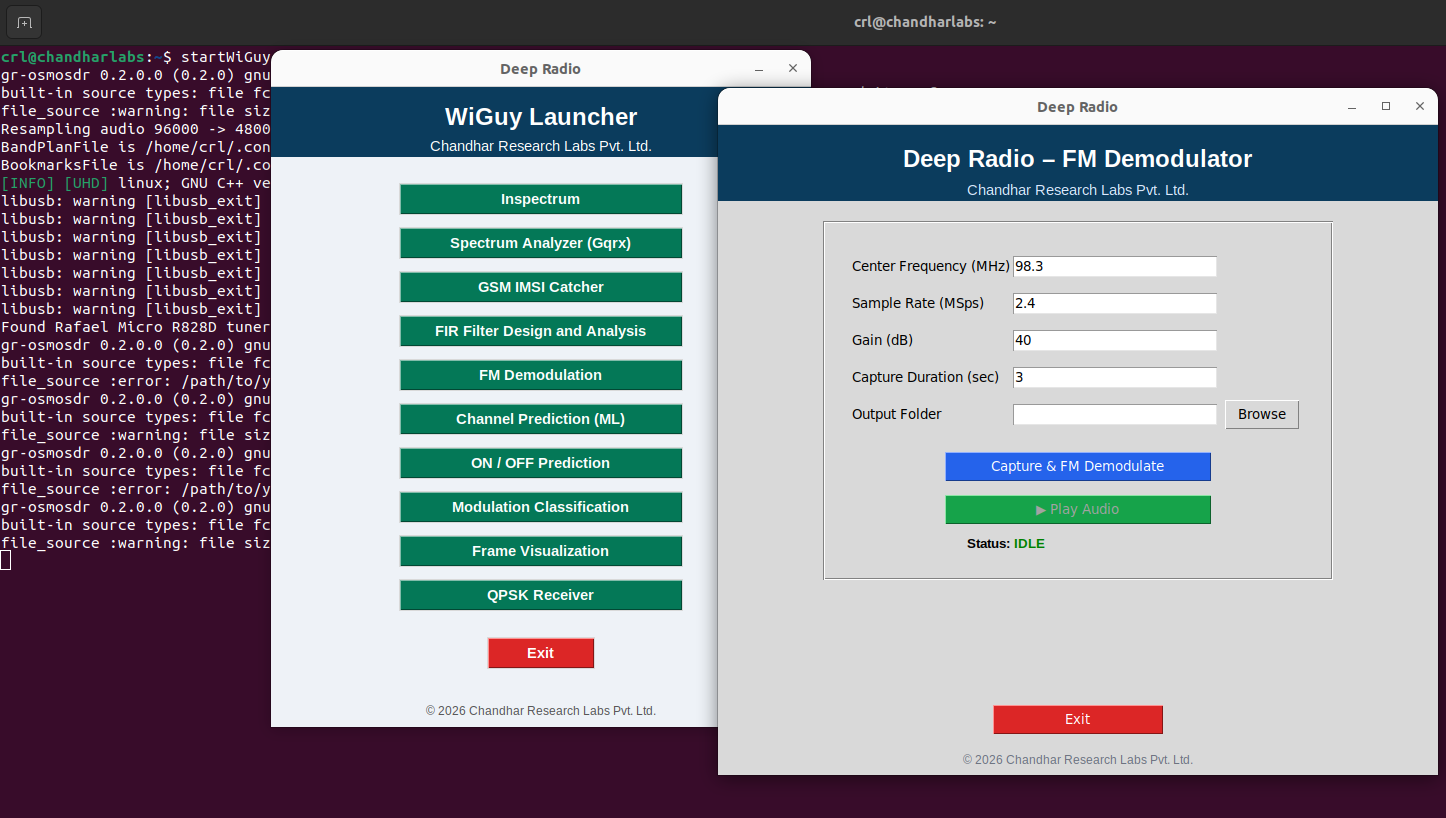 crl@chandharlabs: ~
crl@chandharlabs:~$ startWiGuy
gr-osmosdr 0.2.0.0 (0.2.0) gnu
built-in source types: file fc
file_source :warning: file siz
Resampling audio 96000 -> 4800
BandPlanFile is /home/crl/.con
BookmarksFile is /home/crl/.co
[INFO] [UHD] linux; GNU C++ ve
libusb: warning [libusb_exit]
libusb: warning [libusb_exit]
libusb: warning [libusb_exit]
libusb: warning [libusb_exit]
libusb: warning [libusb_exit]
libusb: warning [libusb_exit]
libusb: warning [libusb_exit]
Found Rafael Micro R828D tuner
gr-osmosdr 0.2.0.0 (0.2.0) gnu
built-in source types: file fc
file_source :error: /path/to/y
gr-osmosdr 0.2.0.0 (0.2.0) gnu
built-in source types: file fc
file_source :warning: file siz
gr-osmosdr 0.2.0.0 (0.2.0) gnu
built-in source types: file fc
file_source :error: /path/to/y
gr-osmosdr 0.2.0.0 (0.2.0) gnu
built-in source types: file fc
file_source :warning: file siz
Deep Radio
WiGuy Launcher
Chandhar Research Labs Pvt. Ltd.
Inspectrum
Spectrum Analyzer (Gqrx)
GSM IMSI Catcher
FIR Filter Design and Analysis
FM Demodulation
Channel Prediction (ML)
ON / OFF Prediction
Modulation Classification
Frame Visualization
QPSK Receiver
Exit
© 2026 Chandhar Research Labs Pvt. Ltd.
Deep Radio
Deep Radio – FM Demodulator
Chandhar Research Labs Pvt. Ltd.
Center Frequency (MHz) 98.3
Sample Rate (MSps) 2.4
Gain (dB) 40
Capture Duration (sec) 3
Output Folder Browse
Capture & FM Demodulate
▶ Play Audio
Status: IDLE
Exit
© 2026 Chandhar Research Labs Pvt. Ltd.